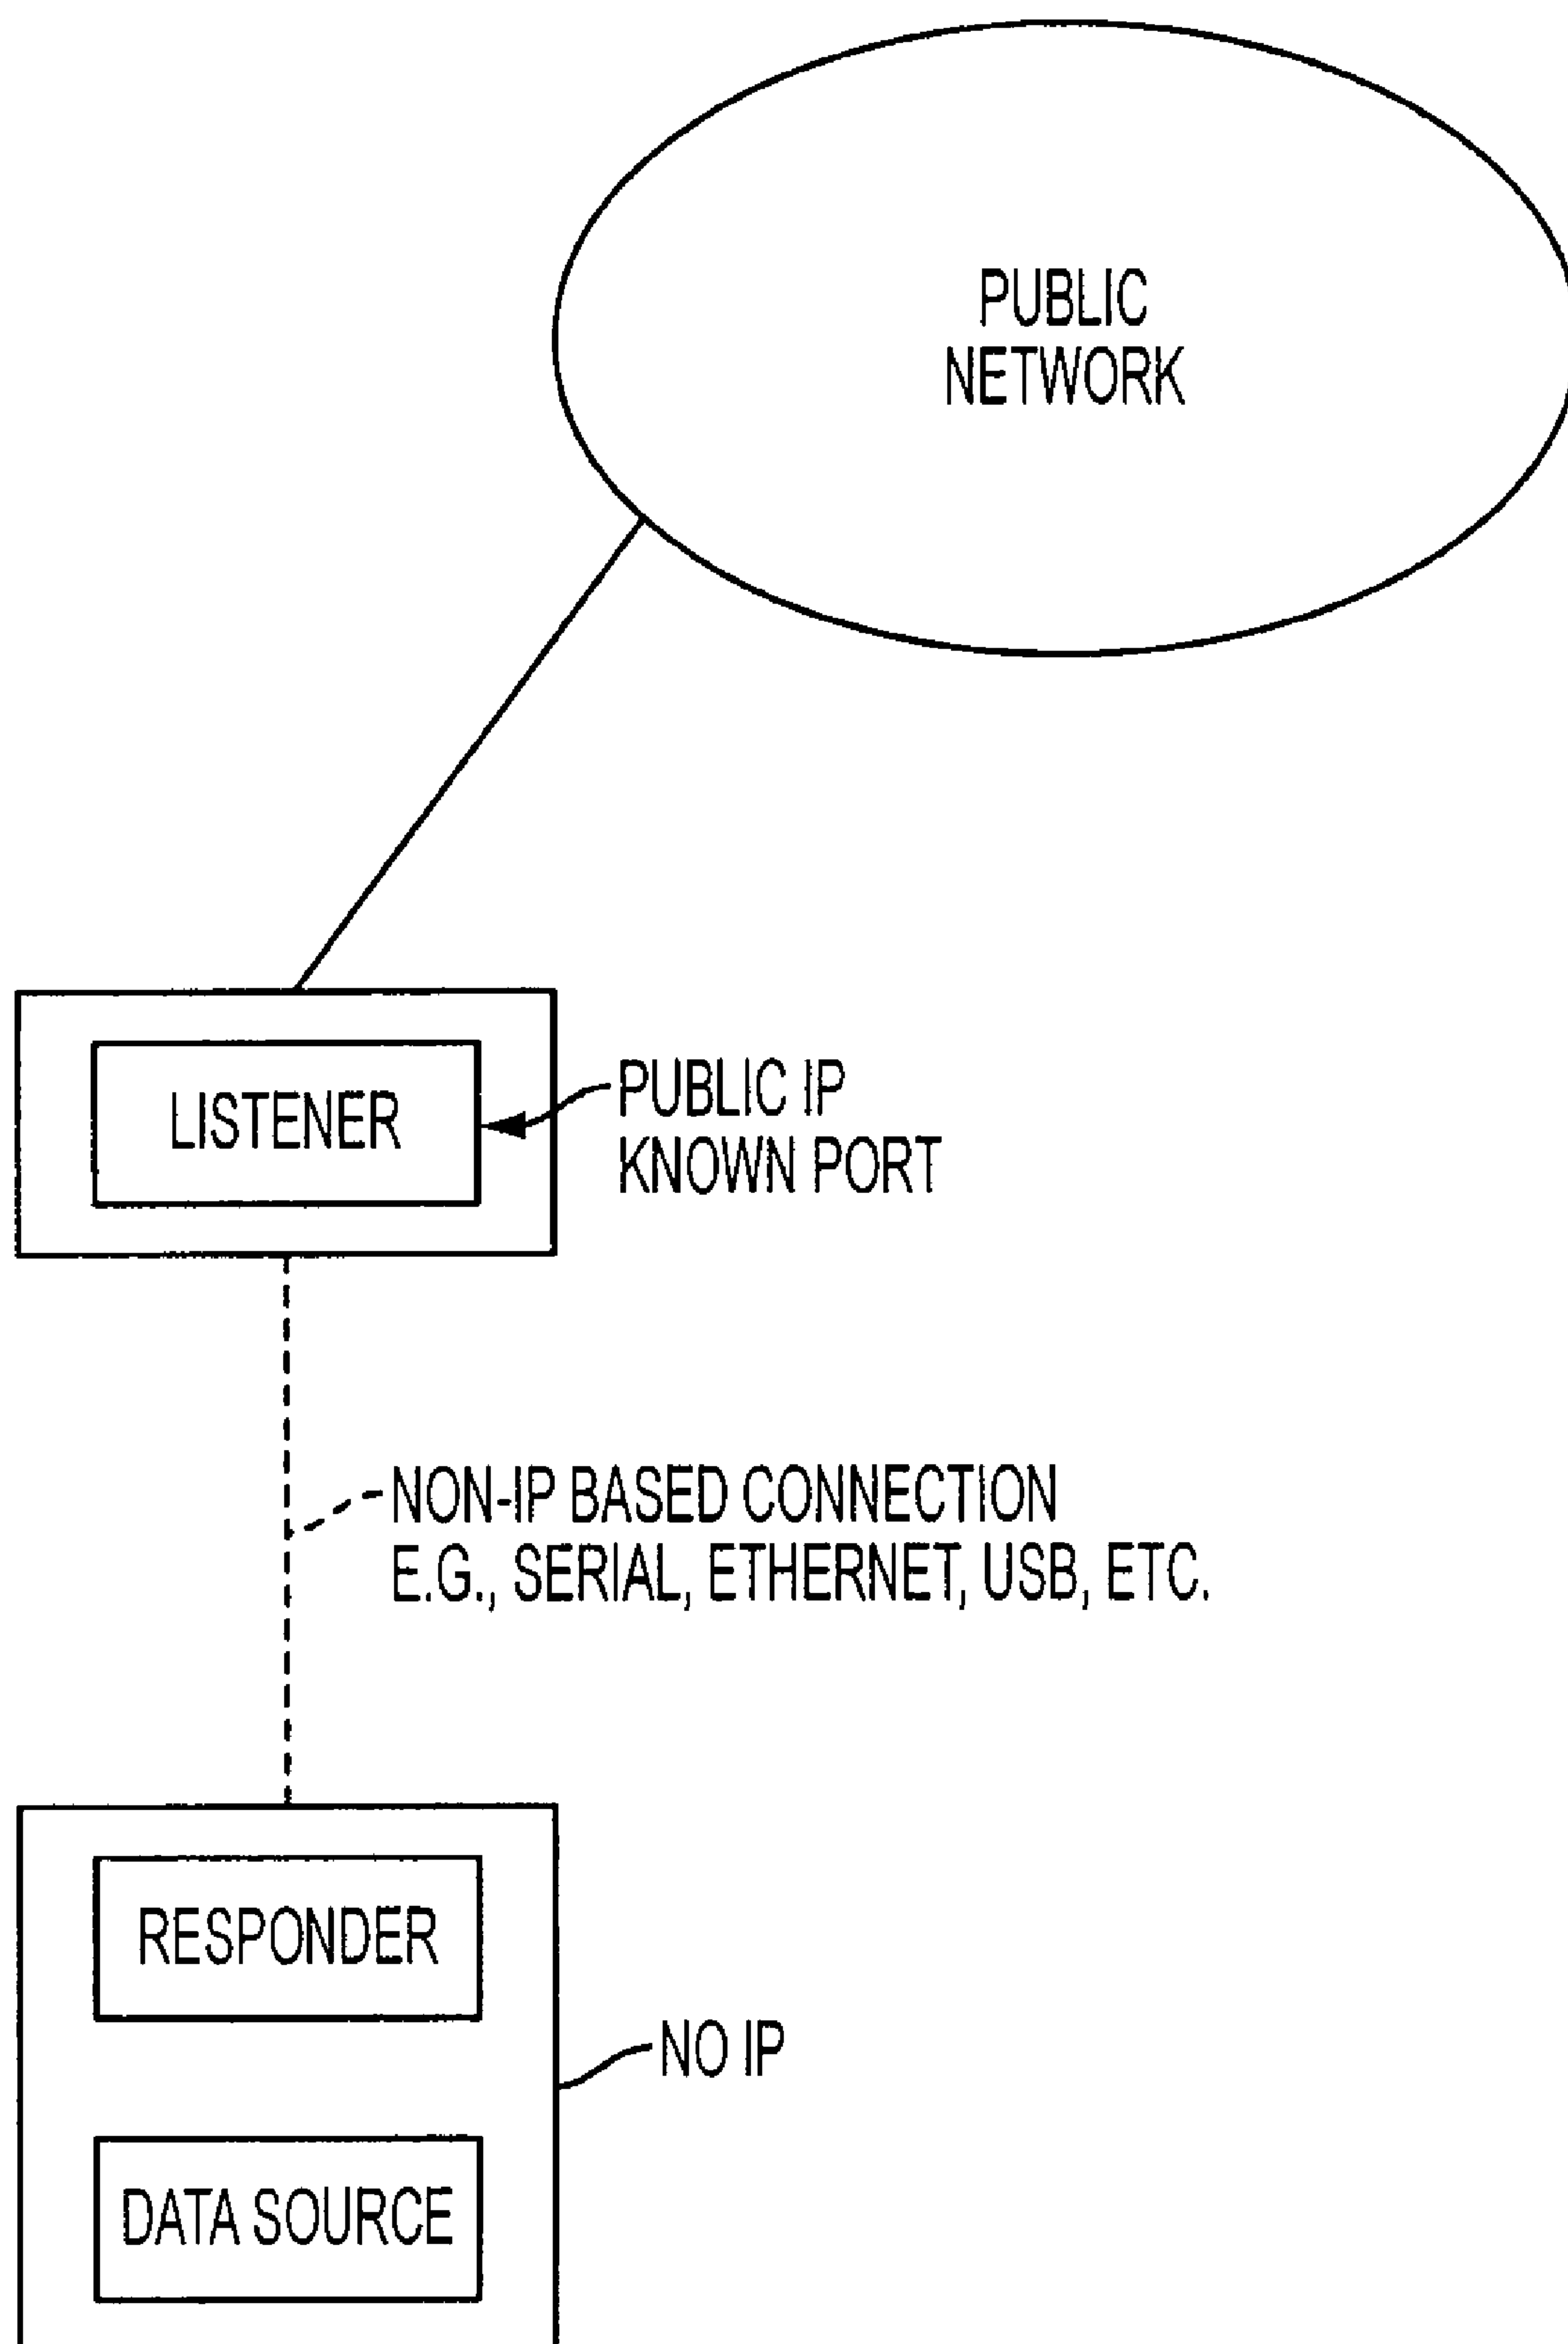 PUBLIC
NETWORK
LISTENER
PUBLIC IP
KNOWN PORT
NON-IP BASED CONNECTION
E.G., SERIAL, ETHERNET, USB, ETC.
RESPONDER
NO IP
DATA SOURCE